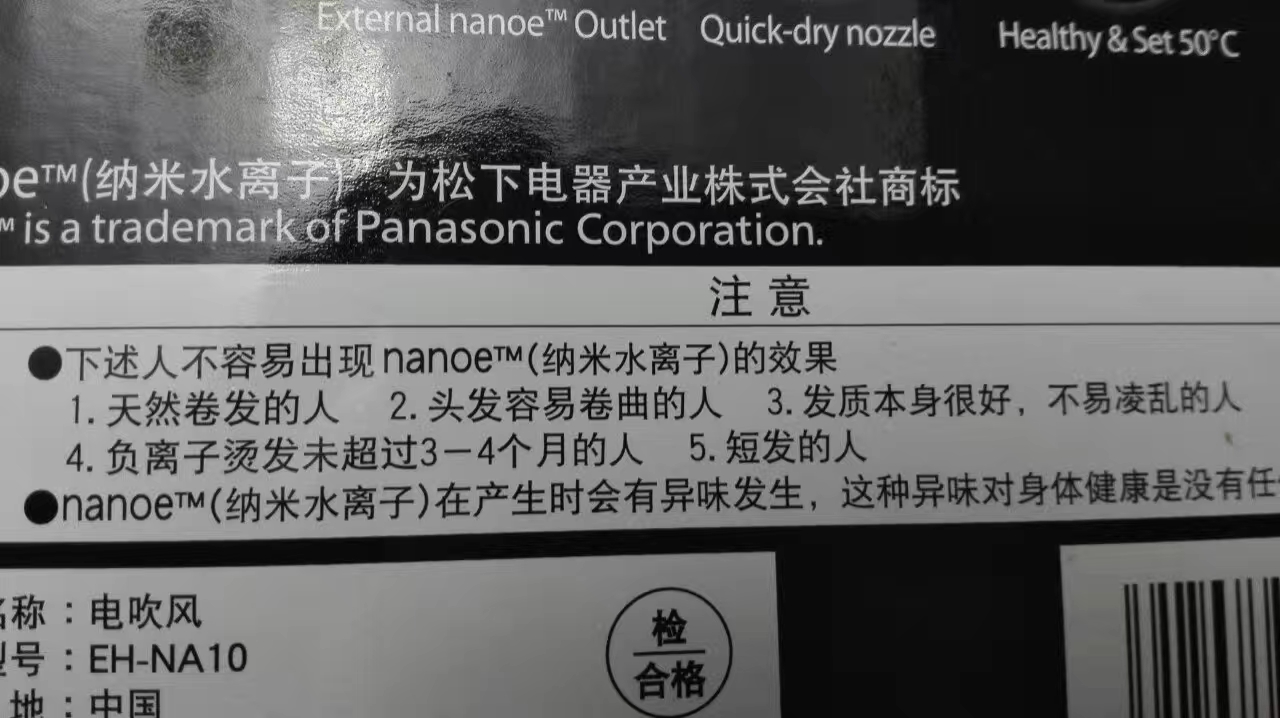 External nanoe™ Outlet Quick-dry nozzle Healthy & Set 50°C
oe™(纳米水离子)" 为松下电器产业株式会社商标
™ is a trademark of Panasonic Corporation.
注 意
●下述人不容易出现nanoe™(纳米水离子)的效果
1. 天然卷发的人 2. 头发容易卷曲的人 3. 发质本身很好，不易凌乱的人
4. 负离子烫发未超过3－4个月的人 5. 短发的人
●nanoe™(纳米水离子)在产生时会有异味发生，这种异味对身体健康是没有任
名称：电吹风
型号：EH-NA10
地：中国
检
合格